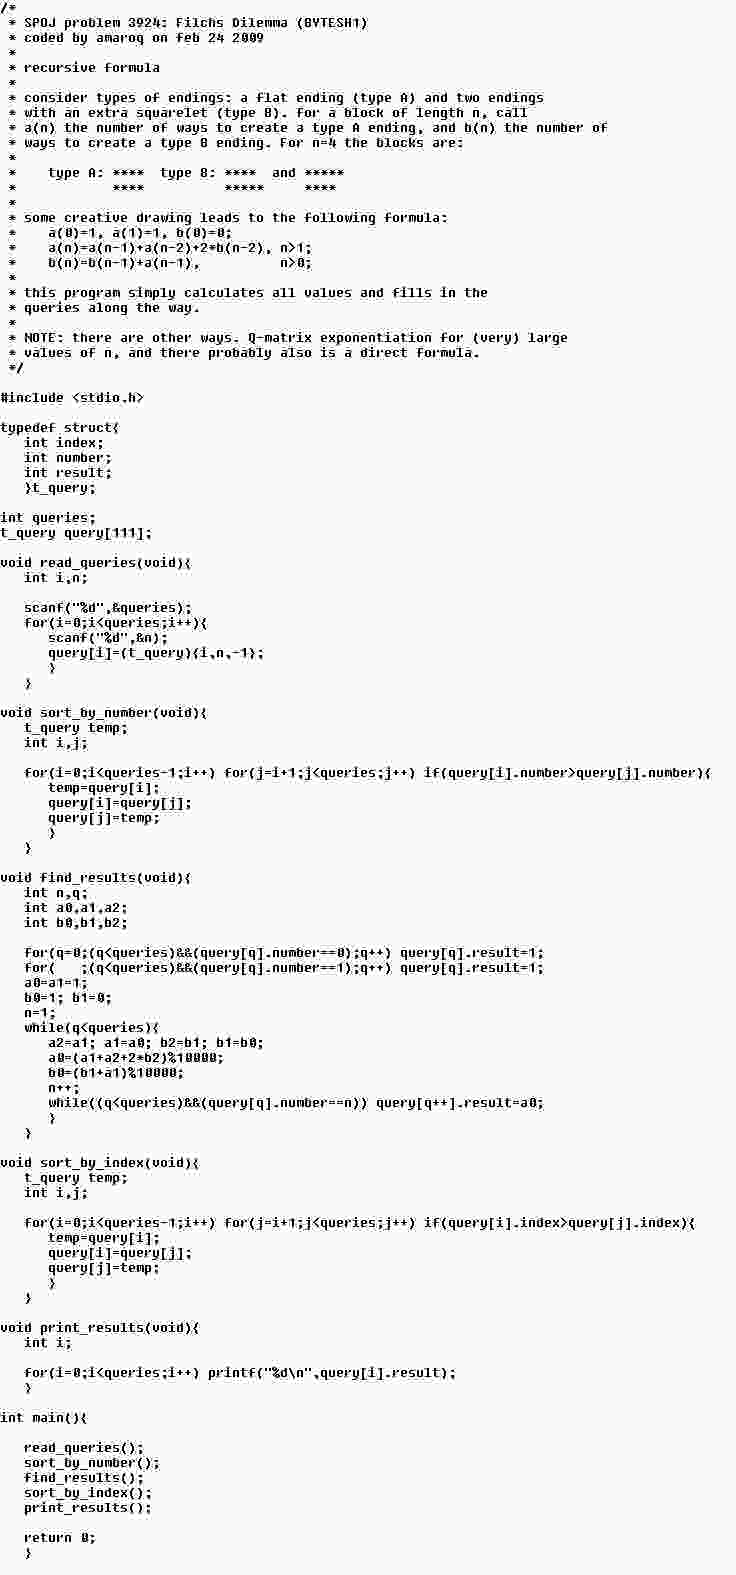 /*
 * SPOJ problem 3924: Filchs Dilemma (BYTESH1)
 * coded by amaroq on feb 24 2009
 *
 * recursive formula
 *
 * consider types of endings: a flat ending (type A) and two endings
 * with an extra squarelet (type B). For a block of length n, call
 * a(n) the number of ways to create a type A ending, and b(n) the number of
 * ways to create a type B ending. For n=4 the blocks are:
 *
 *    type A: ****  type B: ****  and *****
 *            ****          *****     ****
 *
 * some creative drawing leads to the following formula:
 *    a(0)=1, a(1)=1, b(0)=0;
 *    a(n)=a(n-1)+a(n-2)+2*b(n-2), n>1;
 *    b(n)=b(n-1)+a(n-1),          n>0;
 *
 * this program simply calculates all values and fills in the
 * queries along the way.
 *
 * NOTE: there are other ways. Q-matrix exponentiation for (very) large
 * values of n, and there probably also is a direct formula.
 */

#include <stdio.h>

typedef struct{
   int index;
   int number;
   int result;
   }t_query;

int queries;
t_query query[111];

void read_queries(void){
   int i,n;

   scanf("%d",&queries);
   for(i=0;i<queries;i++){
      scanf("%d",&n);
      query[i]=(t_query){i,n,-1};
      }
   }

void sort_by_number(void){
   t_query temp;
   int i,j;

   for(i=0;i<queries-1;i++) for(j=i+1;j<queries;j++) if(query[i].number>query[j].number){
      temp=query[i];
      query[i]=query[j];
      query[j]=temp;
      }
   }

void find_results(void){
   int n,q;
   int a0,a1,a2;
   int b0,b1,b2;

   for(q=0;(q<queries)&&(query[q].number==0);q++) query[q].result=1;
   for(   ;(q<queries)&&(query[q].number==1);q++) query[q].result=1;
   a0=a1=1;
   b0=1; b1=0;
   n=1;
   while(q<queries){
      a2=a1; a1=a0; b2=b1; b1=b0;
      a0=(a1+a2+2*b2)%10000;
      b0=(b1+a1)%10000;
      n++;
      while((q<queries)&&(query[q].number==n)) query[q++].result=a0;
      }
   }

void sort_by_index(void){
   t_query temp;
   int i,j;

   for(i=0;i<queries-1;i++) for(j=i+1;j<queries;j++) if(query[i].index>query[j].index){
      temp=query[i];
      query[i]=query[j];
      query[j]=temp;
      }
   }

void print_results(void){
   int i;

   for(i=0;i<queries;i++) printf("%d\n",query[i].result);
   }

int main(){

   read_queries();
   sort_by_number();
   find_results();
   sort_by_index();
   print_results();

   return 0;
   }